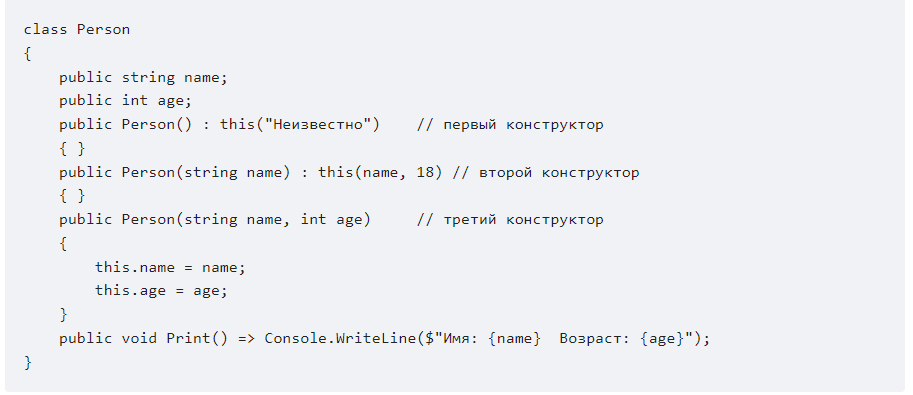 class Person
{
    public string name;
    public int age;
    public Person() : this("Неизвестно")    // первый конструктор
    { }
    public Person(string name) : this(name, 18) // второй конструктор
    { }
    public Person(string name, int age)     // третий конструктор
    {
        this.name = name;
        this.age = age;
    }
    public void Print() => Console.WriteLine($"Имя: {name}  Возраст: {age}");
}